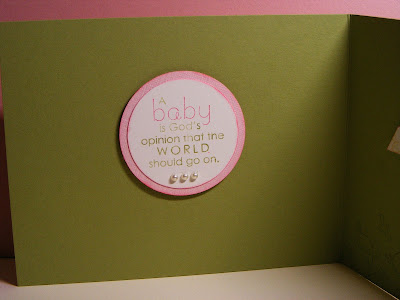 A
baby
is God's
opinion that the
WORLD
should go on.